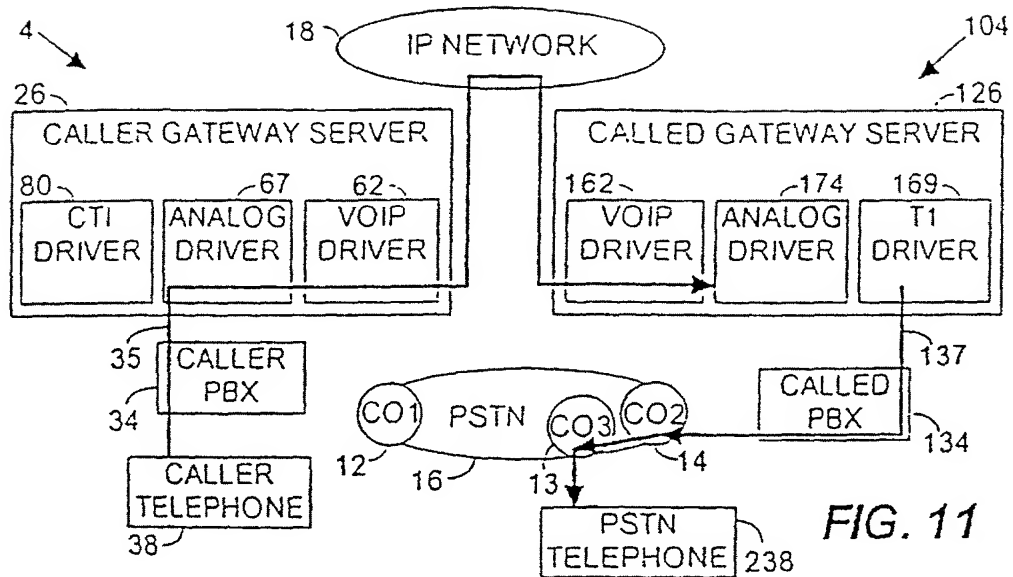 4
18
IP NETWORK
104
26
126
CALLER GATEWAY SERVER
CALLED GATEWAY SERVER
80
67
62
162
174
169
CTI
DRIVER
ANALOG
DRIVER
VOIP
DRIVER
VOIP
DRIVER
ANALOG
DRIVER
T1
DRIVER
35
137
CALLER
PBX
34
CALLED
PBX
134
CO1
PSTN
CO3
CO2
12
16
13
14
CALLER
TELEPHONE
38
PSTN
TELEPHONE
238
FIG. 11